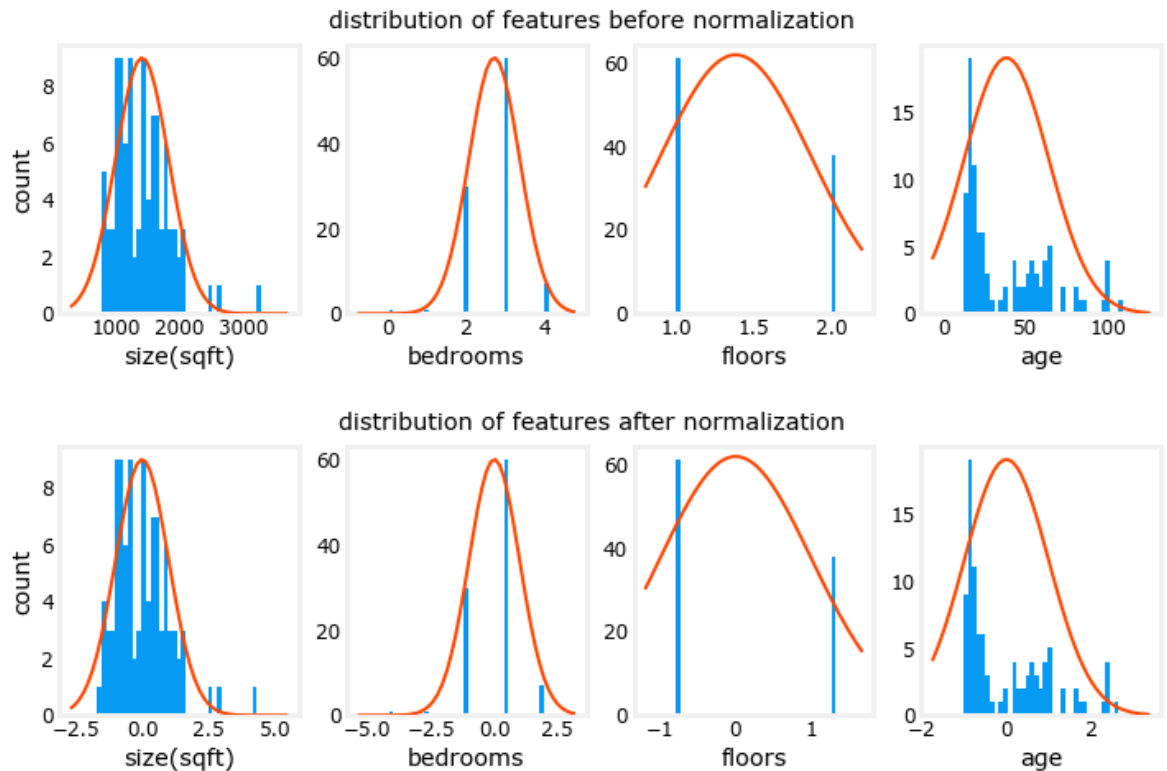 distribution of features before normalization
count
8
6
4
2
0
1000 2000 3000
size(sqft)
60
40
20
0
0 2 4
bedrooms
60
40
20
0
1.0 1.5 2.0
floors
15
10
5
0
0 50 100
age
distribution of features after normalization
count
8
6
4
2
0
−2.5 0.0 2.5 5.0
size(sqft)
60
40
20
0
−5.0 −2.5 0.0 2.5
bedrooms
60
40
20
0
−1 0 1
floors
15
10
5
0
−2 0 2
age